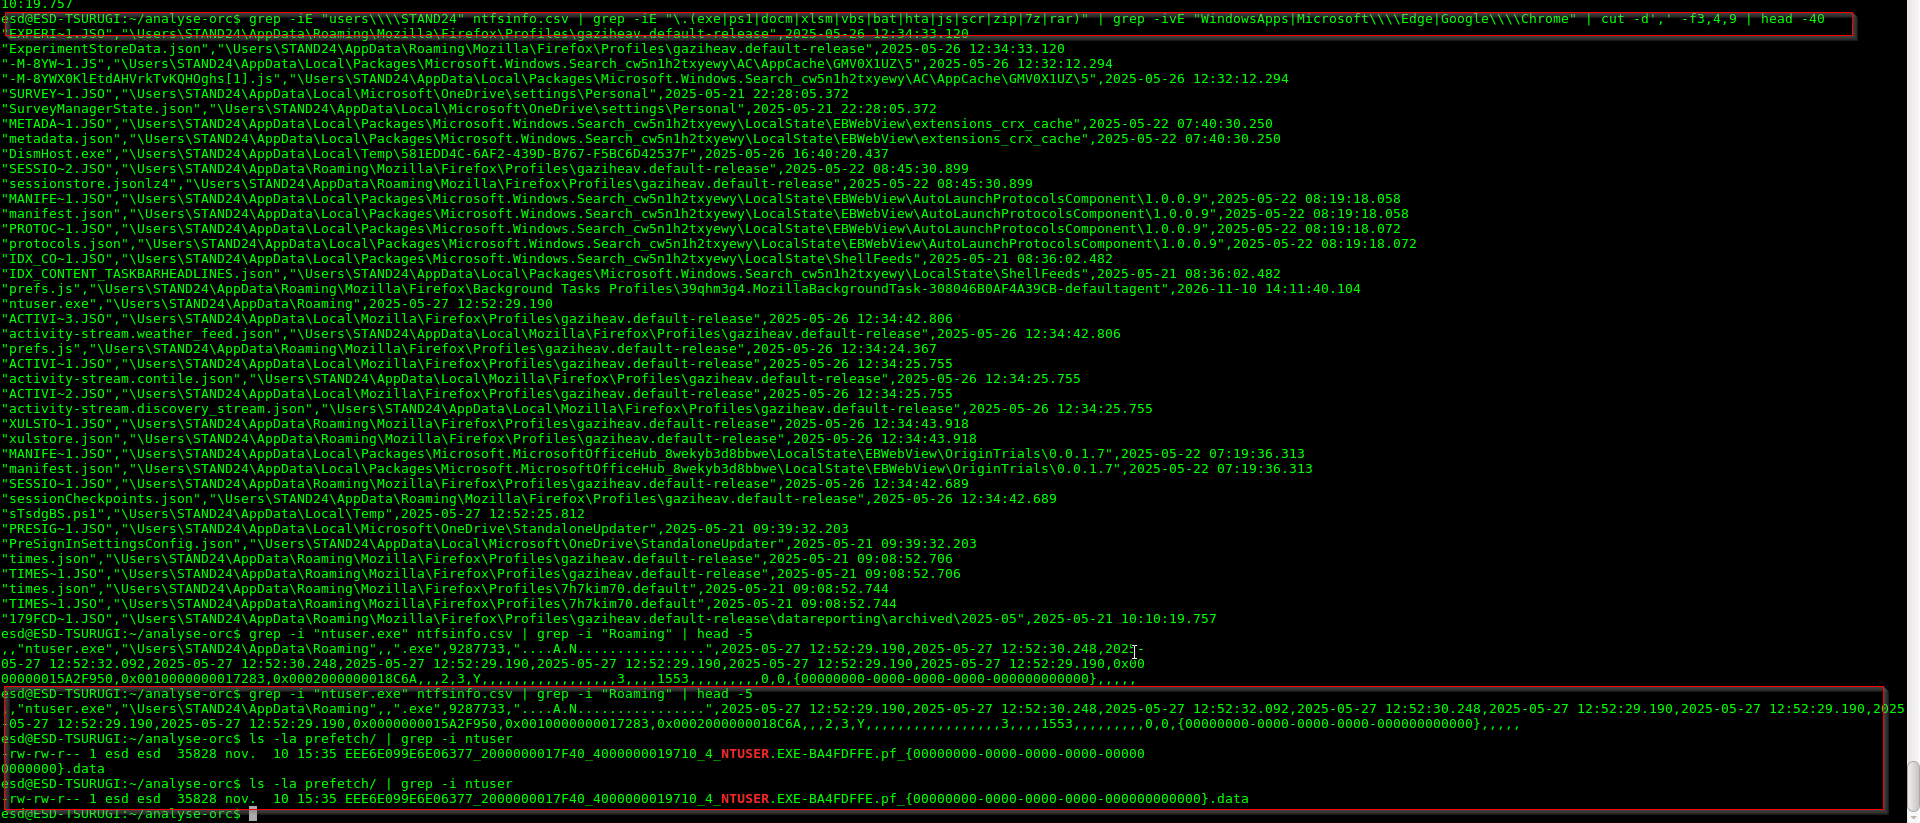 10:19.757
esd@ESD-TSURUGI:~/analyse-orc$ grep -iE "users\\\\STAND24" ntfsinfo.csv | grep -iE "\.(exe|ps1|docm|xlsm|vbs|bat|hta|js|scr|zip|7z|rar)" | grep -ivE "WindowsApps|Microsoft\\\\Edge|Google\\\\Chrome" | cut -d',' -f3,4,9 | head -40
"EXPERI~1.JSO","\Users\STAND24\AppData\Roaming\Mozilla\Firefox\Profiles\gaziheav.default-release",2025-05-26 12:34:33.120
"ExperimentStoreData.json","\Users\STAND24\AppData\Roaming\Mozilla\Firefox\Profiles\gaziheav.default-release",2025-05-26 12:34:33.120
"-M-8YW~1.JS","\Users\STAND24\AppData\Local\Packages\Microsoft.Windows.Search_cw5n1h2txyewy\AC\AppCache\GMV0X1UZ\5",2025-05-26 12:32:12.294
"-M-8YWX0KlEtdAHVrkTvKQHOghs[1].js","\Users\STAND24\AppData\Local\Packages\Microsoft.Windows.Search_cw5n1h2txyewy\AC\AppCache\GMV0X1UZ\5",2025-05-26 12:32:12.294
"SURVEY~1.JSO","\Users\STAND24\AppData\Local\Microsoft\OneDrive\settings\Personal",2025-05-21 22:28:05.372
"SurveyManagerState.json","\Users\STAND24\AppData\Local\Microsoft\OneDrive\settings\Personal",2025-05-21 22:28:05.372
"METADA~1.JSO","\Users\STAND24\AppData\Local\Packages\Microsoft.Windows.Search_cw5n1h2txyewy\LocalState\EBWebView\extensions_crx_cache",2025-05-22 07:40:30.250
"metadata.json","\Users\STAND24\AppData\Local\Packages\Microsoft.Windows.Search_cw5n1h2txyewy\LocalState\EBWebView\extensions_crx_cache",2025-05-22 07:40:30.250
"DismHost.exe","\Users\STAND24\AppData\Local\Temp\581EDD4C-6AF2-439D-B767-F5BC6D42537F",2025-05-26 16:40:20.437
"SESSIO~2.JSO","\Users\STAND24\AppData\Roaming\Mozilla\Firefox\Profiles\gaziheav.default-release",2025-05-22 08:45:30.899
"sessionstore.jsonlz4","\Users\STAND24\AppData\Roaming\Mozilla\Firefox\Profiles\gaziheav.default-release",2025-05-22 08:45:30.899
"MANIFE~1.JSO","\Users\STAND24\AppData\Local\Packages\Microsoft.Windows.Search_cw5n1h2txyewy\LocalState\EBWebView\AutoLaunchProtocolsComponent\1.0.0.9",2025-05-22 08:19:18.058
"manifest.json","\Users\STAND24\AppData\Local\Packages\Microsoft.Windows.Search_cw5n1h2txyewy\LocalState\EBWebView\AutoLaunchProtocolsComponent\1.0.0.9",2025-05-22 08:19:18.058
"PROTOC~1.JSO","\Users\STAND24\AppData\Local\Packages\Microsoft.Windows.Search_cw5n1h2txyewy\LocalState\EBWebView\AutoLaunchProtocolsComponent\1.0.0.9",2025-05-22 08:19:18.072
"protocols.json","\Users\STAND24\AppData\Local\Packages\Microsoft.Windows.Search_cw5n1h2txyewy\LocalState\EBWebView\AutoLaunchProtocolsComponent\1.0.0.9",2025-05-22 08:19:18.072
"IDX_CO~1.JSO","\Users\STAND24\AppData\Local\Packages\Microsoft.Windows.Search_cw5n1h2txyewy\LocalState\ShellFeeds",2025-05-21 08:36:02.482
"IDX_CONTENT_TASKBARHEADLINES.json","\Users\STAND24\AppData\Local\Packages\Microsoft.Windows.Search_cw5n1h2txyewy\LocalState\ShellFeeds",2025-05-21 08:36:02.482
"prefs.js","\Users\STAND24\AppData\Roaming\Mozilla\Firefox\Background Tasks Profiles\39qhm3g4.MozillaBackgroundTask-308046B0AF4A39CB-defaultagent",2026-11-10 14:11:40.104
"ntuser.exe","\Users\STAND24\AppData\Roaming",2025-05-27 12:52:29.190
"ACTIVI~3.JSO","\Users\STAND24\AppData\Local\Mozilla\Firefox\Profiles\gaziheav.default-release",2025-05-26 12:34:42.806
"activity-stream.weather_feed.json","\Users\STAND24\AppData\Local\Mozilla\Firefox\Profiles\gaziheav.default-release",2025-05-26 12:34:42.806
"prefs.js","\Users\STAND24\AppData\Roaming\Mozilla\Firefox\Profiles\gaziheav.default-release",2025-05-26 12:34:24.367
"ACTIVI~1.JSO","\Users\STAND24\AppData\Local\Mozilla\Firefox\Profiles\gaziheav.default-release",2025-05-26 12:34:25.755
"activity-stream.contile.json","\Users\STAND24\AppData\Local\Mozilla\Firefox\Profiles\gaziheav.default-release",2025-05-26 12:34:25.755
"ACTIVI~2.JSO","\Users\STAND24\AppData\Local\Mozilla\Firefox\Profiles\gaziheav.default-release",2025-05-26 12:34:25.755
"activity-stream.discovery_stream.json","\Users\STAND24\AppData\Local\Mozilla\Firefox\Profiles\gaziheav.default-release",2025-05-26 12:34:25.755
"XULSTO~1.JSO","\Users\STAND24\AppData\Roaming\Mozilla\Firefox\Profiles\gaziheav.default-release",2025-05-26 12:34:43.918
"xulstore.json","\Users\STAND24\AppData\Roaming\Mozilla\Firefox\Profiles\gaziheav.default-release",2025-05-26 12:34:43.918
"MANIFE~1.JSO","\Users\STAND24\AppData\Local\Packages\Microsoft.MicrosoftOfficeHub_8wekyb3d8bbwe\LocalState\EBWebView\OriginTrials\0.0.1.7",2025-05-22 07:19:36.313
"manifest.json","\Users\STAND24\AppData\Local\Packages\Microsoft.MicrosoftOfficeHub_8wekyb3d8bbwe\LocalState\EBWebView\OriginTrials\0.0.1.7",2025-05-22 07:19:36.313
"SESSIO~1.JSO","\Users\STAND24\AppData\Roaming\Mozilla\Firefox\Profiles\gaziheav.default-release",2025-05-26 12:34:42.689
"sessionCheckpoints.json","\Users\STAND24\AppData\Roaming\Mozilla\Firefox\Profiles\gaziheav.default-release",2025-05-26 12:34:42.689
"sTsdgBS.ps1","\Users\STAND24\AppData\Local\Temp",2025-05-27 12:52:25.812
"PRESIG~1.JSO","\Users\STAND24\AppData\Local\Microsoft\OneDrive\StandaloneUpdater",2025-05-21 09:39:32.203
"PreSignInSettingsConfig.json","\Users\STAND24\AppData\Local\Microsoft\OneDrive\StandaloneUpdater",2025-05-21 09:39:32.203
"times.json","\Users\STAND24\AppData\Roaming\Mozilla\Firefox\Profiles\gaziheav.default-release",2025-05-21 09:08:52.706
"TIMES~1.JSO","\Users\STAND24\AppData\Roaming\Mozilla\Firefox\Profiles\gaziheav.default-release",2025-05-21 09:08:52.706
"times.json","\Users\STAND24\AppData\Roaming\Mozilla\Firefox\Profiles\7h7kim70.default",2025-05-21 09:08:52.744
"TIMES~1.JSO","\Users\STAND24\AppData\Roaming\Mozilla\Firefox\Profiles\7h7kim70.default",2025-05-21 09:08:52.744
"179FCD~1.JSO","\Users\STAND24\AppData\Roaming\Mozilla\Firefox\Profiles\gaziheav.default-release\datareporting\archived\2025-05",2025-05-21 10:10:19.757
esd@ESD-TSURUGI:~/analyse-orc$ grep -i "ntuser.exe" ntfsinfo.csv | grep -i "Roaming" | head -5
,,"ntuser.exe","\Users\STAND24\AppData\Roaming",,".exe",9287733,"....A.N................",2025-05-27 12:52:29.190,2025-05-27 12:52:30.248,2025-
05-27 12:52:32.092,2025-05-27 12:52:30.248,2025-05-27 12:52:29.190,2025-05-27 12:52:29.190,2025-05-27 12:52:29.190,2025-05-27 12:52:29.190,0x00
00000015A2F950,0x0010000000017283,0x0002000000018C6A,,,2,3,Y,,,,,,,,,,,,,,,,,3,,,,1553,,,,,,,,,0,0,{00000000-0000-0000-0000-000000000000},,,,,
esd@ESD-TSURUGI:~/analyse-orc$ grep -i "ntuser.exe" ntfsinfo.csv | grep -i "Roaming" | head -5
,,"ntuser.exe","\Users\STAND24\AppData\Roaming",,".exe",9287733,"....A.N................",2025-05-27 12:52:29.190,2025-05-27 12:52:30.248,2025-05-27 12:52:32.092,2025-05-27 12:52:30.248,2025-05-27 12:52:29.190,2025-05-27 12:52:29.190,2025
-05-27 12:52:29.190,2025-05-27 12:52:29.190,0x0000000015A2F950,0x0010000000017283,0x0002000000018C6A,,,2,3,Y,,,,,,,,,,,,,,,,,3,,,,1553,,,,,,,,,0,0,{00000000-0000-0000-0000-000000000000},,,,,
esd@ESD-TSURUGI:~/analyse-orc$ ls -la prefetch/ | grep -i ntuser
-rw-rw-r-- 1 esd esd  35828 nov.  10 15:35 EEE6E099E6E06377_2000000017F40_4000000019710_4_NTUSER.EXE-BA4FDFFE.pf_{00000000-0000-0000-0000-00000
0000000}.data
esd@ESD-TSURUGI:~/analyse-orc$ ls -la prefetch/ | grep -i ntuser
-rw-rw-r-- 1 esd esd  35828 nov.  10 15:35 EEE6E099E6E06377_2000000017F40_4000000019710_4_NTUSER.EXE-BA4FDFFE.pf_{00000000-0000-0000-0000-000000000000}.data
esd@ESD-TSURUGI:~/analyse-orc$